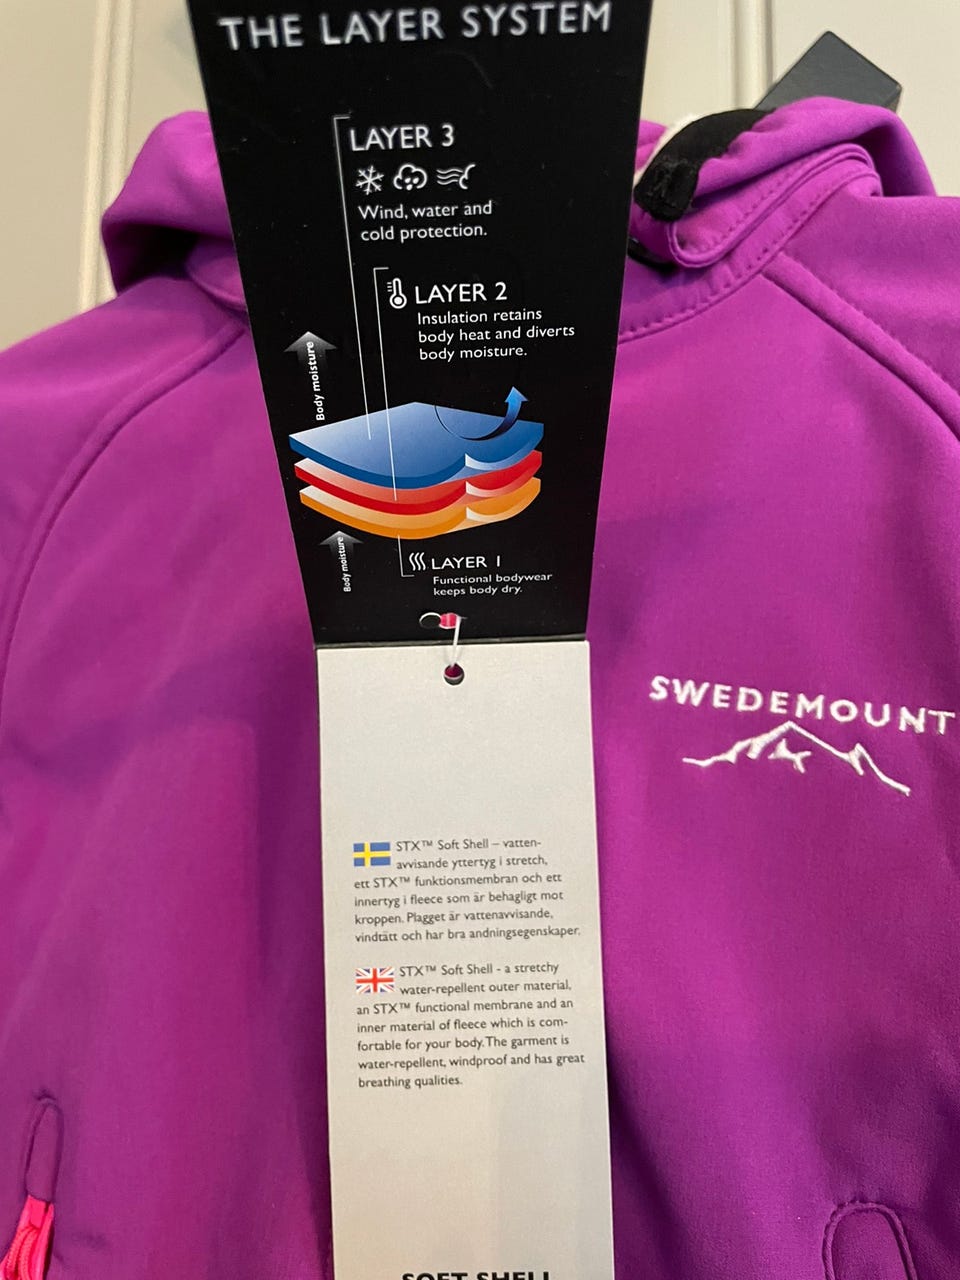 THE LAYER SYSTEM
LAYER 3
Wind, water and
cold protection.
LAYER 2
Insulation retains
body heat and diverts
body moisture.
Body moisture
Body moisture
LAYER 1
Functional bodywear
keeps body dry.
SWEDEMOUNT
STX™ Soft Shell – vatten-
avvisande yttertyg i stretch,
ett STX™ funktionsmembran och ett
innertyg i fleece som är behagligt mot
kroppen. Plagget är vattenavvisande,
vindtätt och har bra andningsegenskaper.
STX™ Soft Shell - a stretchy
water-repellent outer material,
an STX™ functional membrane and an
inner material of fleece which is com-
fortable for your body. The garment is
water-repellent, windproof and has great
breathing qualities.
SOFT SHELL